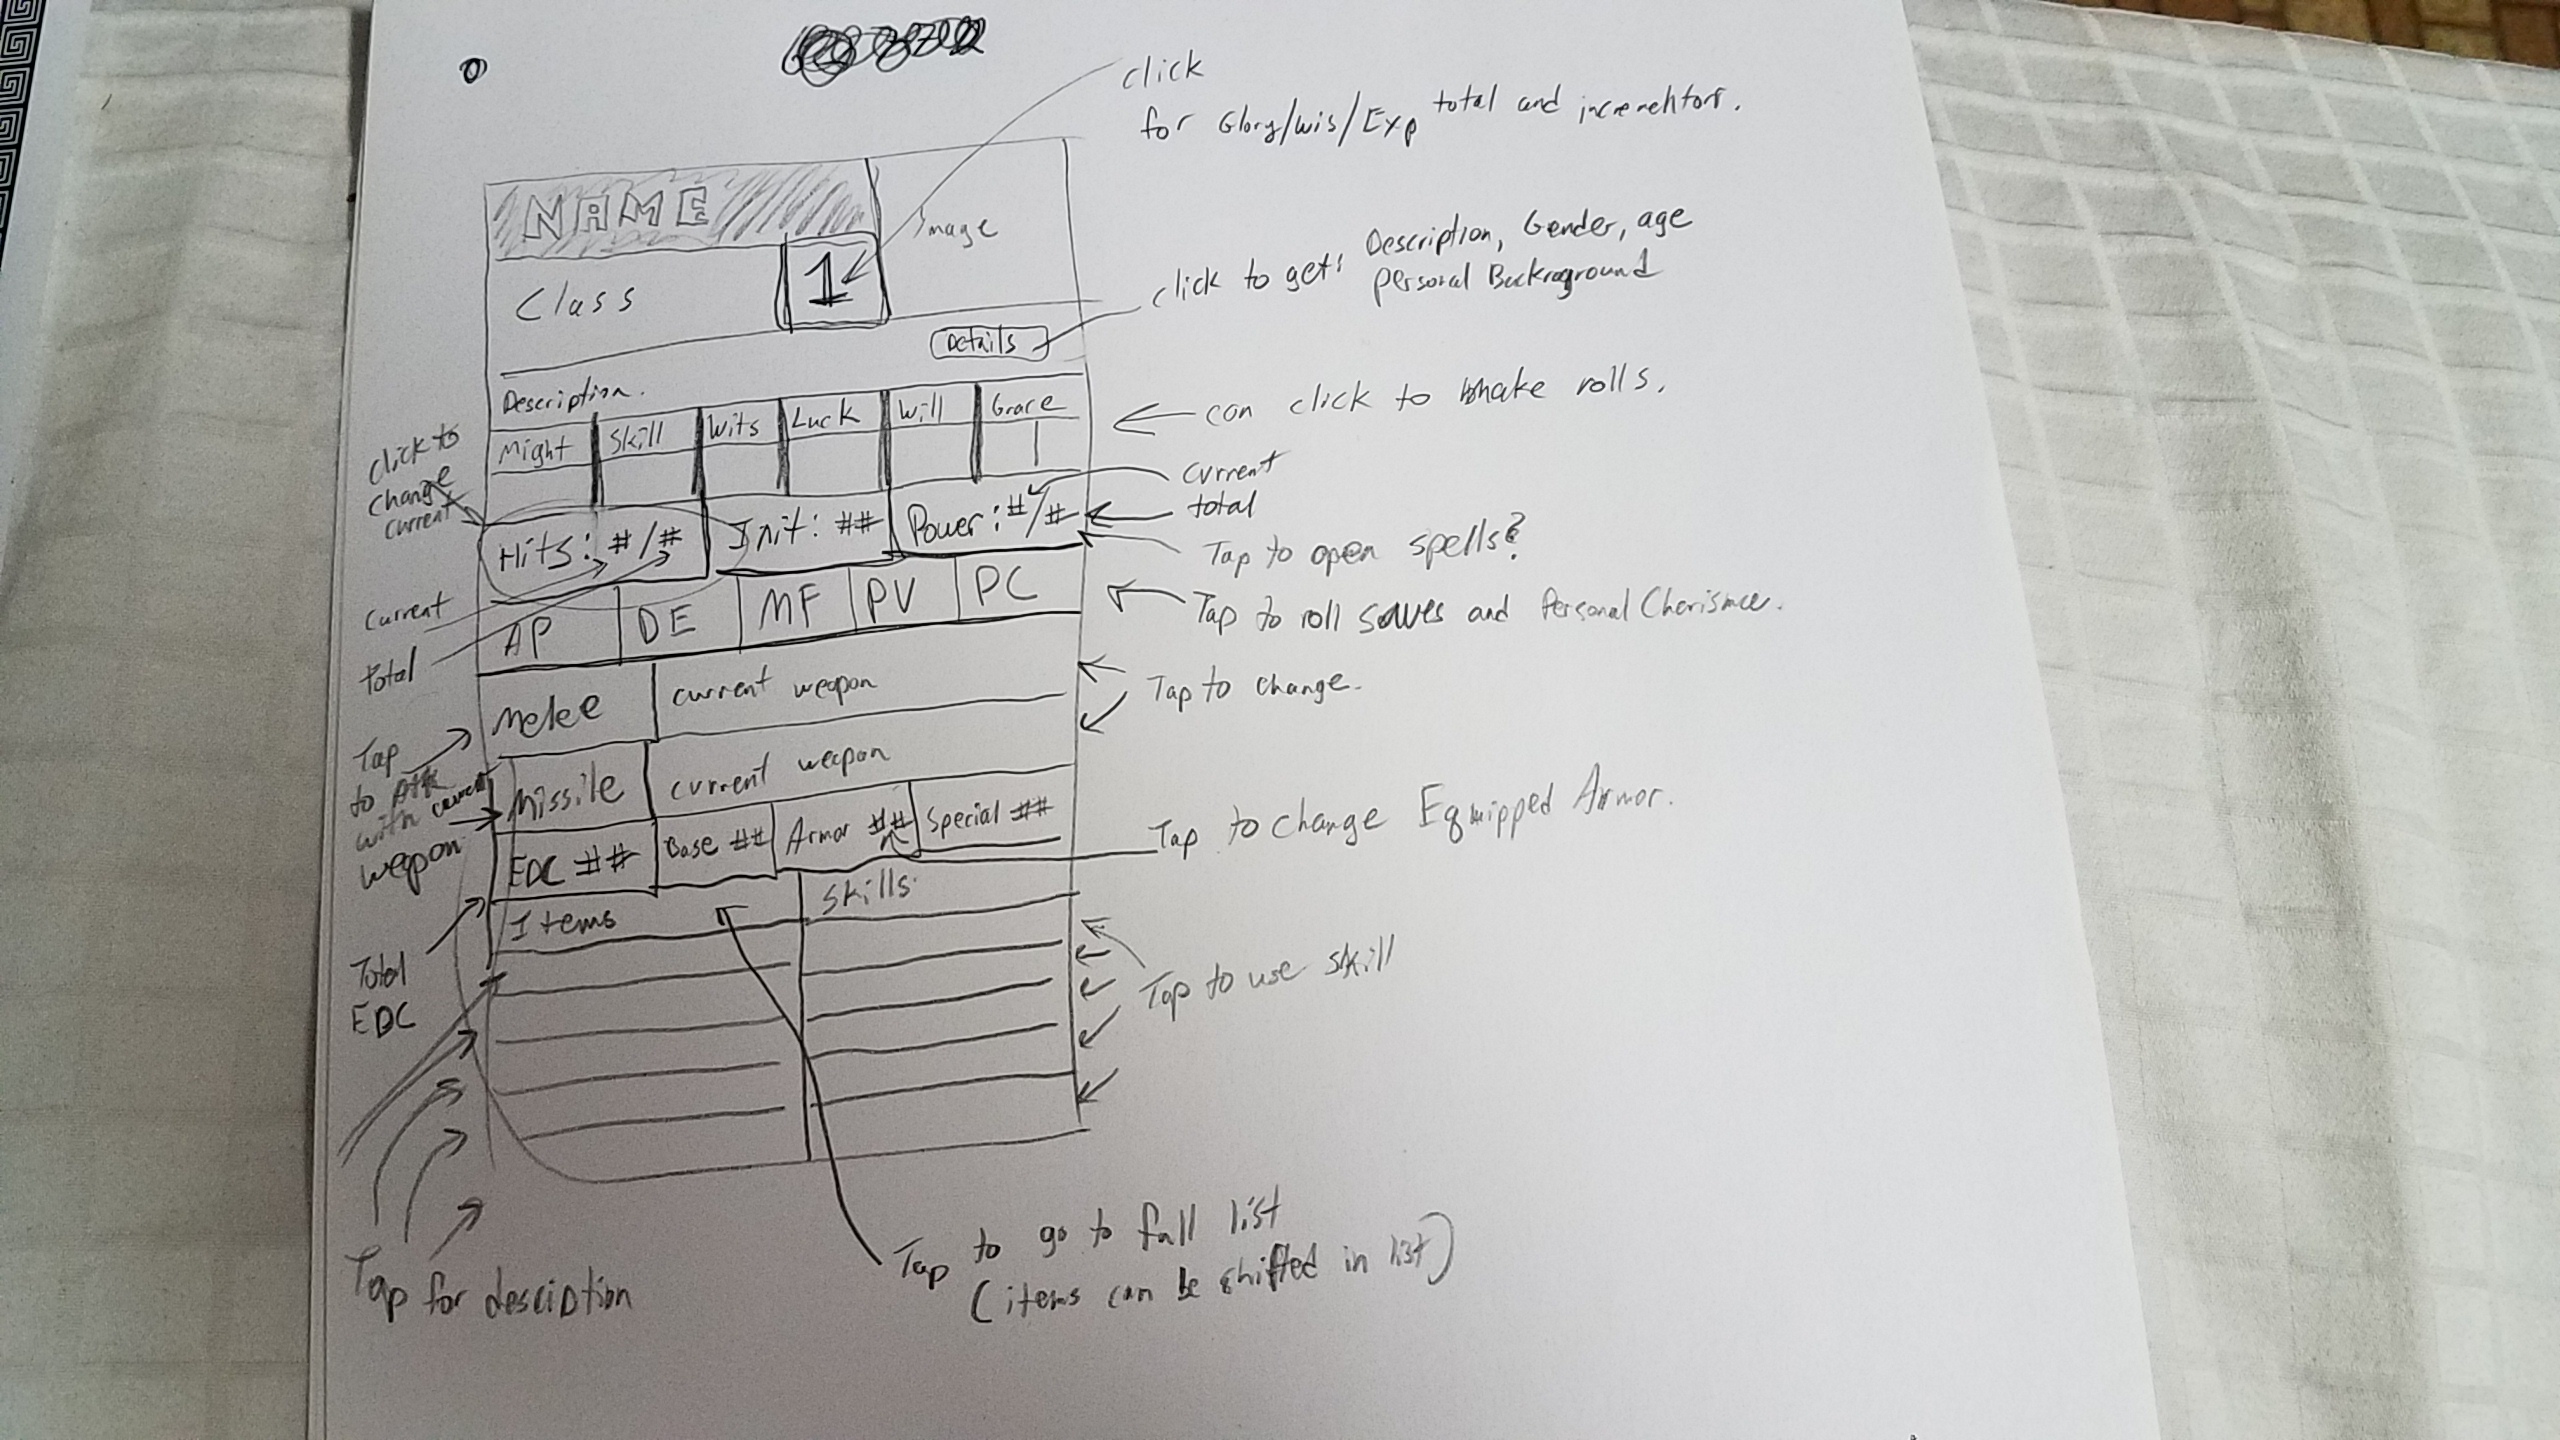 click
for Glory/Wis/Exp total and incrementors.
NAME
Image
Class
1
click to get: Description, Gender, age
Personal Background
Details
Description.
can click to make rolls.
Might
Skill
Wits
Luck
Will
Grace
click to
change
current
current
total
Hits: #/#
Init: ##
Power: #/#
Tap to open spells?
current
total
AP
DE
MF
PV
PC
Tap to roll saves and Personal Charisma.
Melee
current weapon
Tap to change.
Tap
to Atk
with current
weapon
Missile
current weapon
EDC ##
Base ##
Armor ##
Special ##
Tap to change Equipped Armor.
Total
EDC
Items
Skills
Tap to use skill
Tap for desciption
Tap to go to full list
(items can be shifted in list)